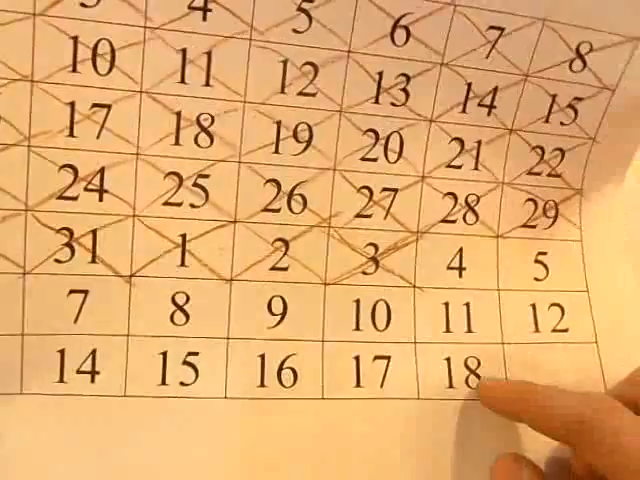 4 5 6 7 8
10 11 12 13 14 15
17 18 19 20 21 22
24 25 26 27 28 29
31 1 2 3 4 5
7 8 9 10 11 12
14 15 16 17 18